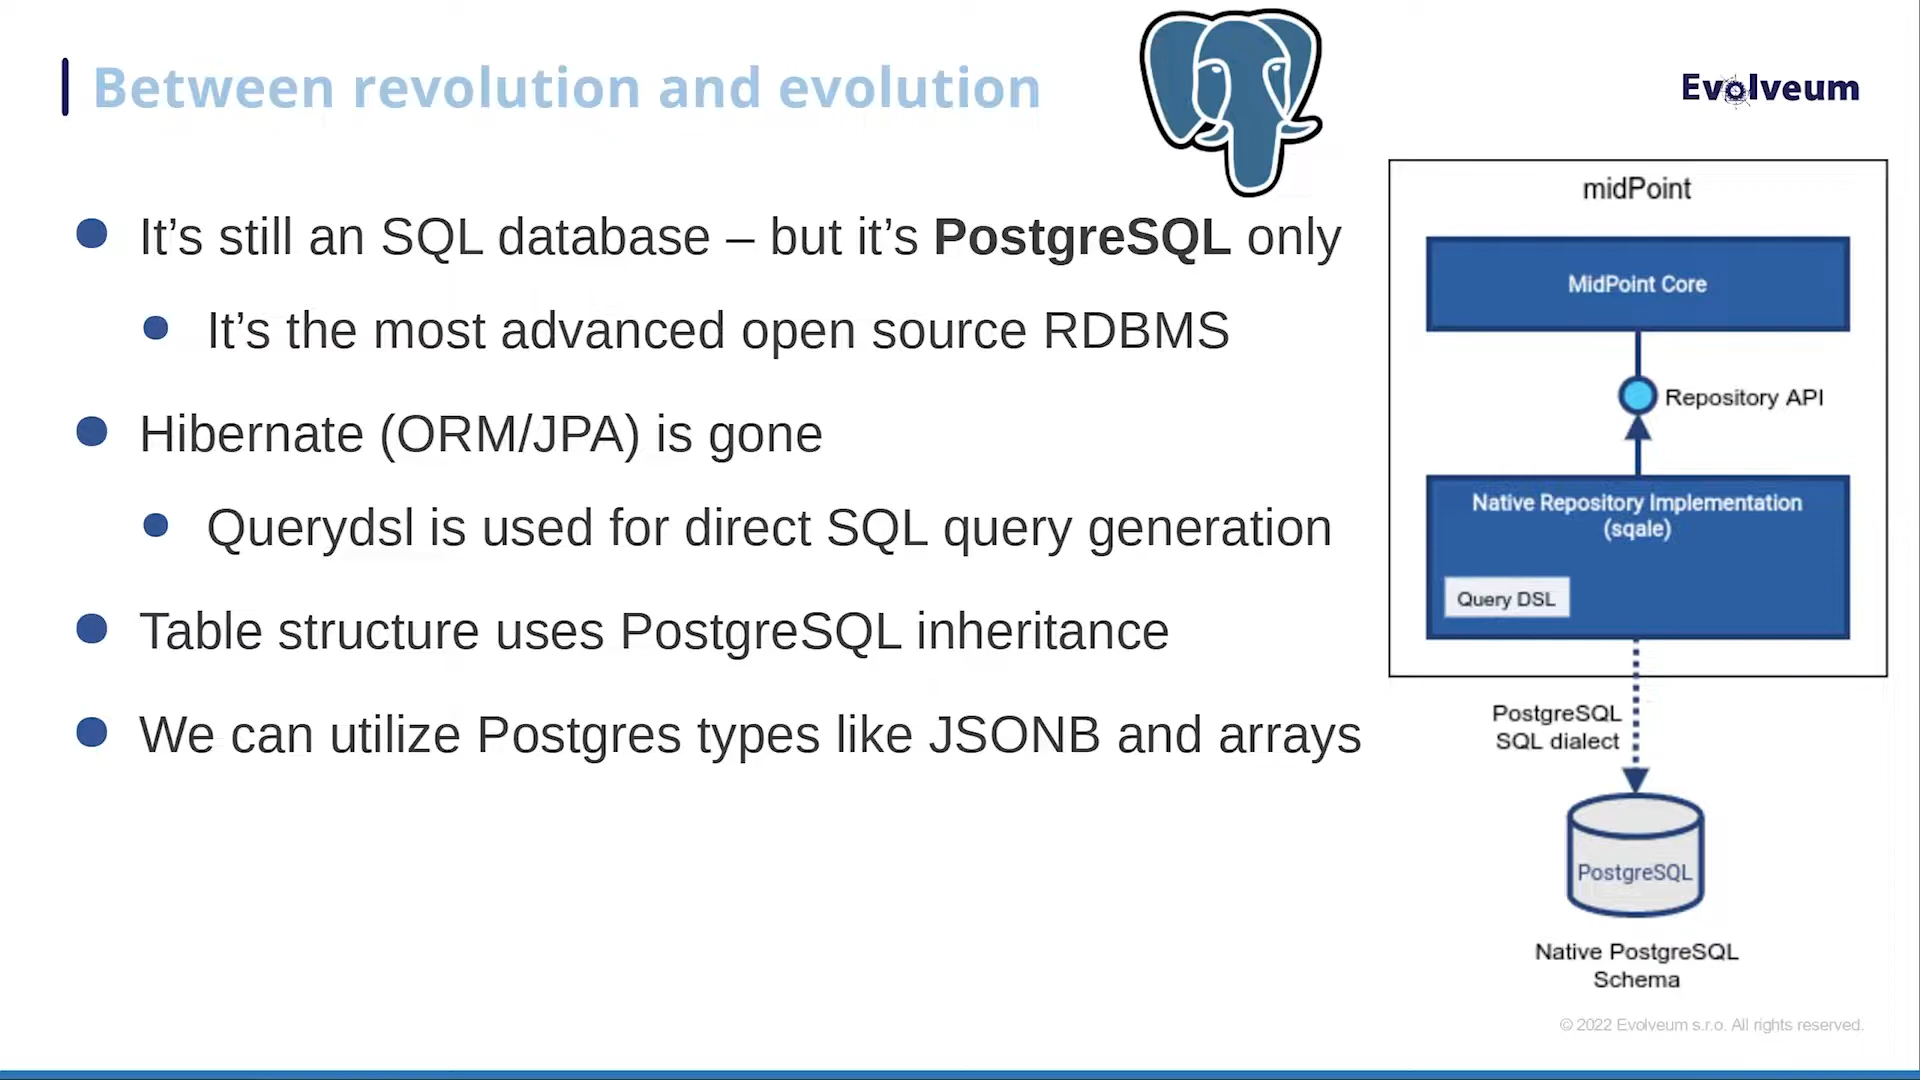 Between revolution and evolution
Evolveum
It’s still an SQL database – but it’s PostgreSQL only
It’s the most advanced open source RDBMS
Hibernate (ORM/JPA) is gone
Querydsl is used for direct SQL query generation
Table structure uses PostgreSQL inheritance
We can utilize Postgres types like JSONB and arrays
midPoint
MidPoint Core
Repository API
Native Repository Implementation
(sqale)
Query DSL
PostgreSQL
SQL dialect
PostgreSQL
Native PostgreSQL
Schema
© 2022 Evolveum s.r.o. All rights reserved.